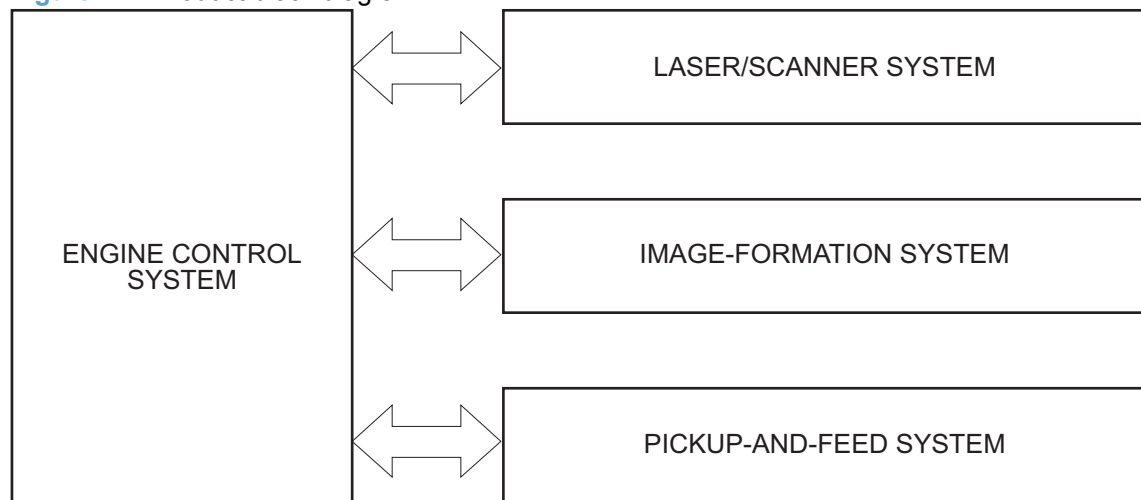 ENGINE CONTROL
SYSTEM
LASER/SCANNER SYSTEM
IMAGE-FORMATION SYSTEM
PICKUP-AND-FEED SYSTEM